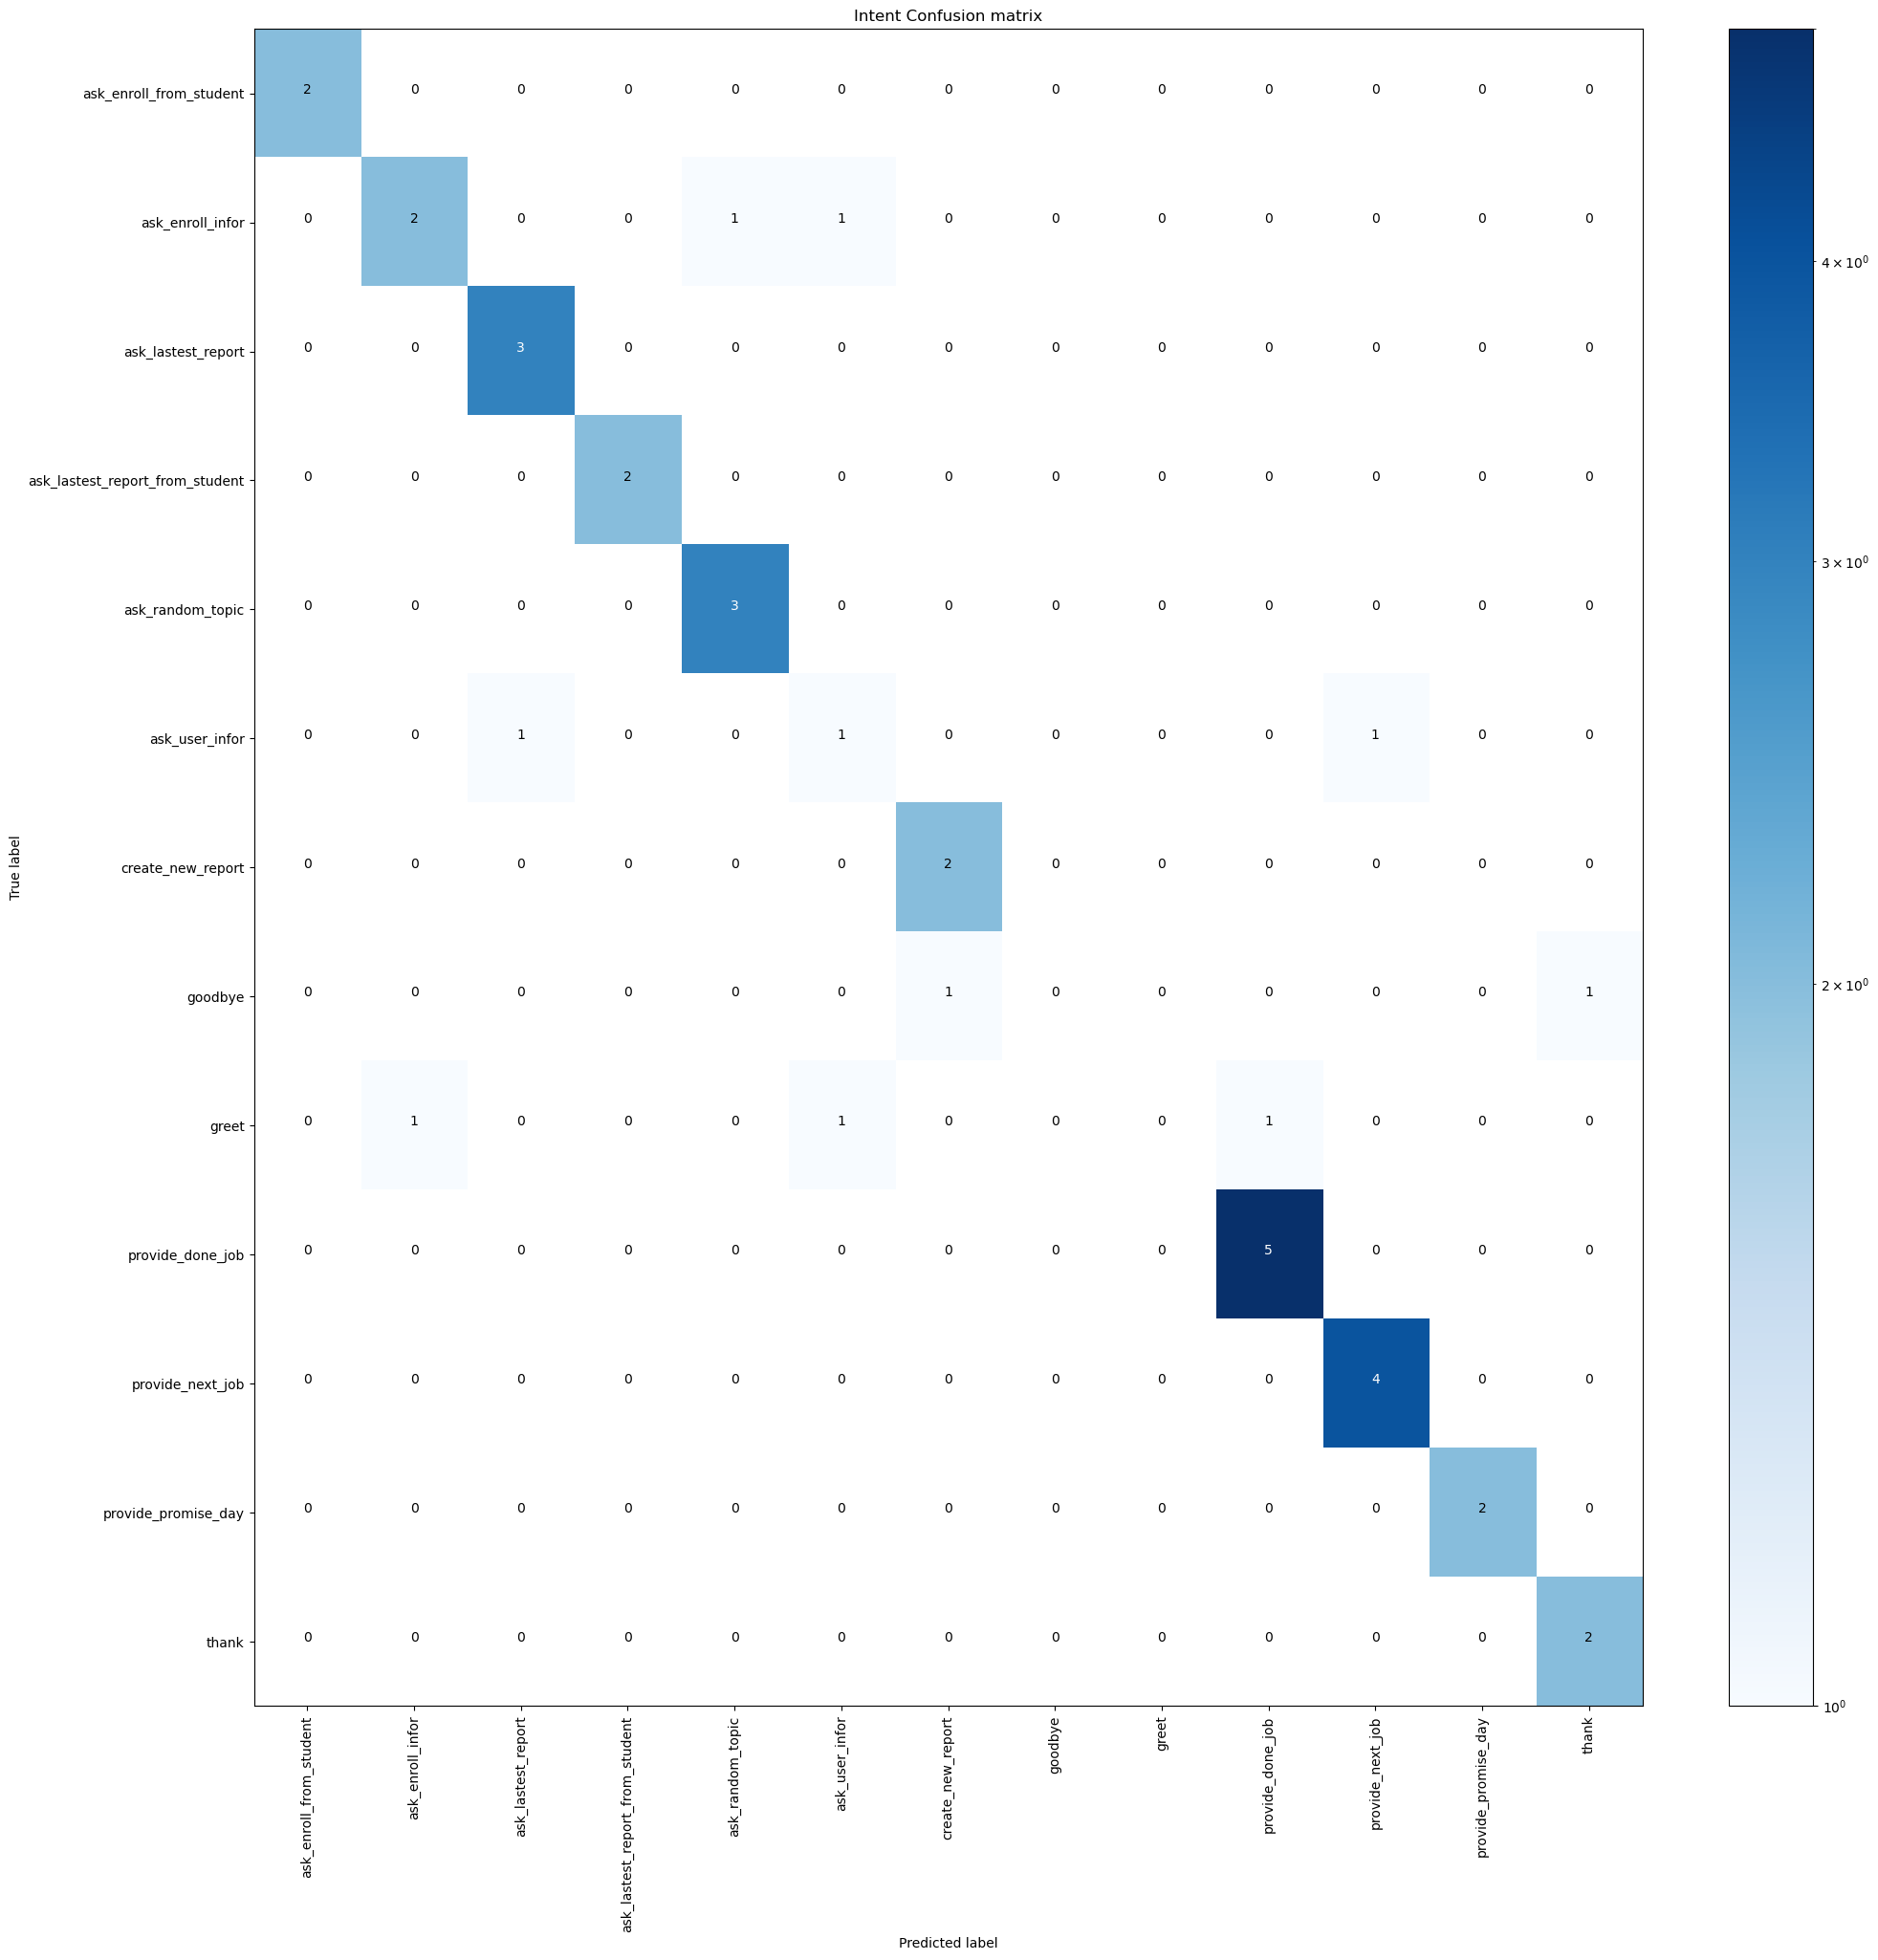 Intent Confusion matrix
True label
ask_enroll_from_student 2 0 0 0 0 0 0 0 0 0 0 0 0
ask_enroll_infor 0 2 0 0 1 1 0 0 0 0 0 0 0
ask_lastest_report 0 0 3 0 0 0 0 0 0 0 0 0 0
ask_lastest_report_from_student 0 0 0 2 0 0 0 0 0 0 0 0 0
ask_random_topic 0 0 0 0 3 0 0 0 0 0 0 0 0
ask_user_infor 0 0 1 0 0 1 0 0 0 0 1 0 0
create_new_report 0 0 0 0 0 0 2 0 0 0 0 0 0
goodbye 0 0 0 0 0 0 1 0 0 0 0 0 1
greet 0 1 0 0 0 1 0 0 0 1 0 0 0
provide_done_job 0 0 0 0 0 0 0 0 0 5 0 0 0
provide_next_job 0 0 0 0 0 0 0 0 0 0 4 0 0
provide_promise_day 0 0 0 0 0 0 0 0 0 0 0 2 0
thank 0 0 0 0 0 0 0 0 0 0 0 0 2
ask_enroll_from_student
ask_enroll_infor
ask_lastest_report
ask_lastest_report_from_student
ask_random_topic
ask_user_infor
create_new_report
goodbye
greet
provide_done_job
provide_next_job
provide_promise_day
thank
Predicted label
4 × 10⁰
3 × 10⁰
2 × 10⁰
10⁰